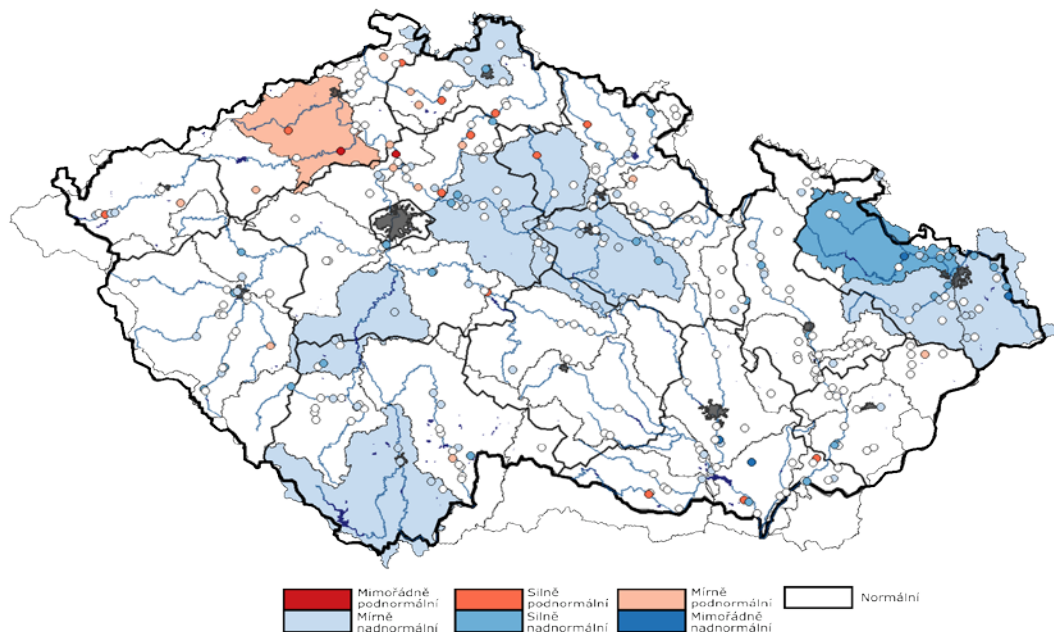 Mimořádně
podnormální
Silně
podnormální
Mírně
podnormální
Normální
Mírně
nadnormální
Silně
nadnormální
Mimořádně
nadnormální